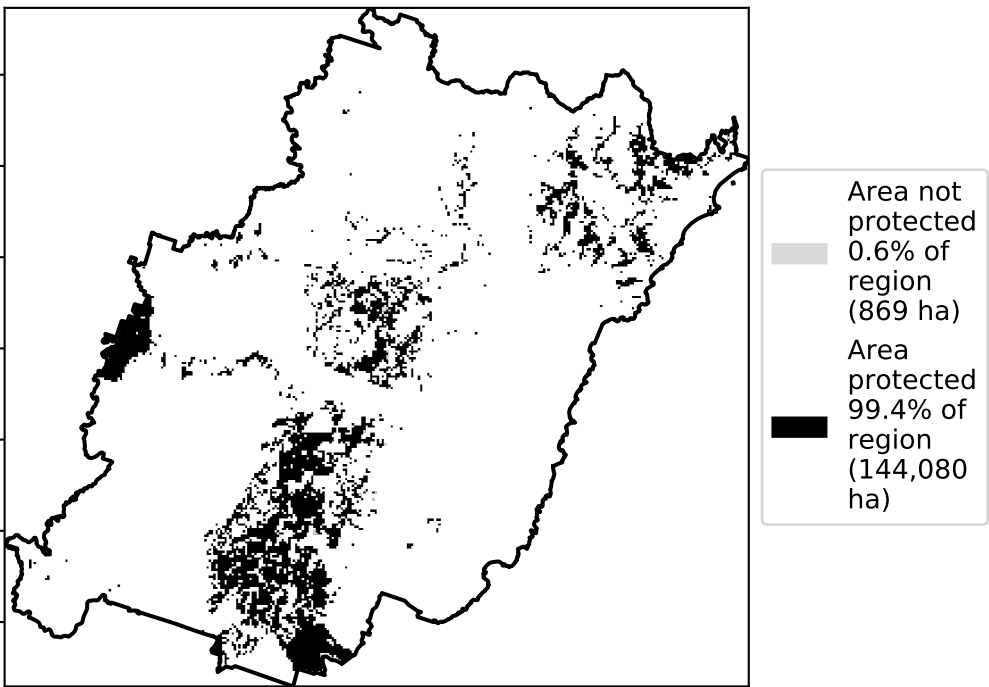 Area not
protected
0.6% of
region
(869 ha)
Area
protected
99.4% of
region
(144,080
ha)